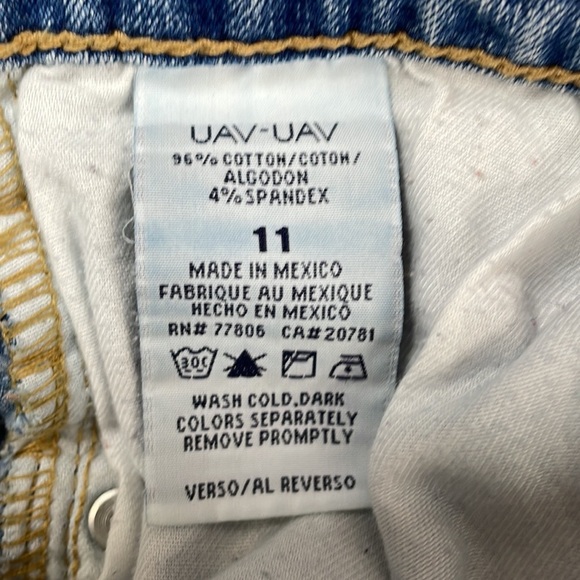 UAV-UAV
96% COTTON/COTON/
ALGODON
4% SPANDEX
11
MADE IN MEXICO
FABRIQUE AU MEXIQUE
HECHO EN MEXICO
RN# 77806 CA# 20781
30C
WASH COLD,DARK
COLORS SEPARATELY
REMOVE PROMPTLY
VERSO/AL REVERSO